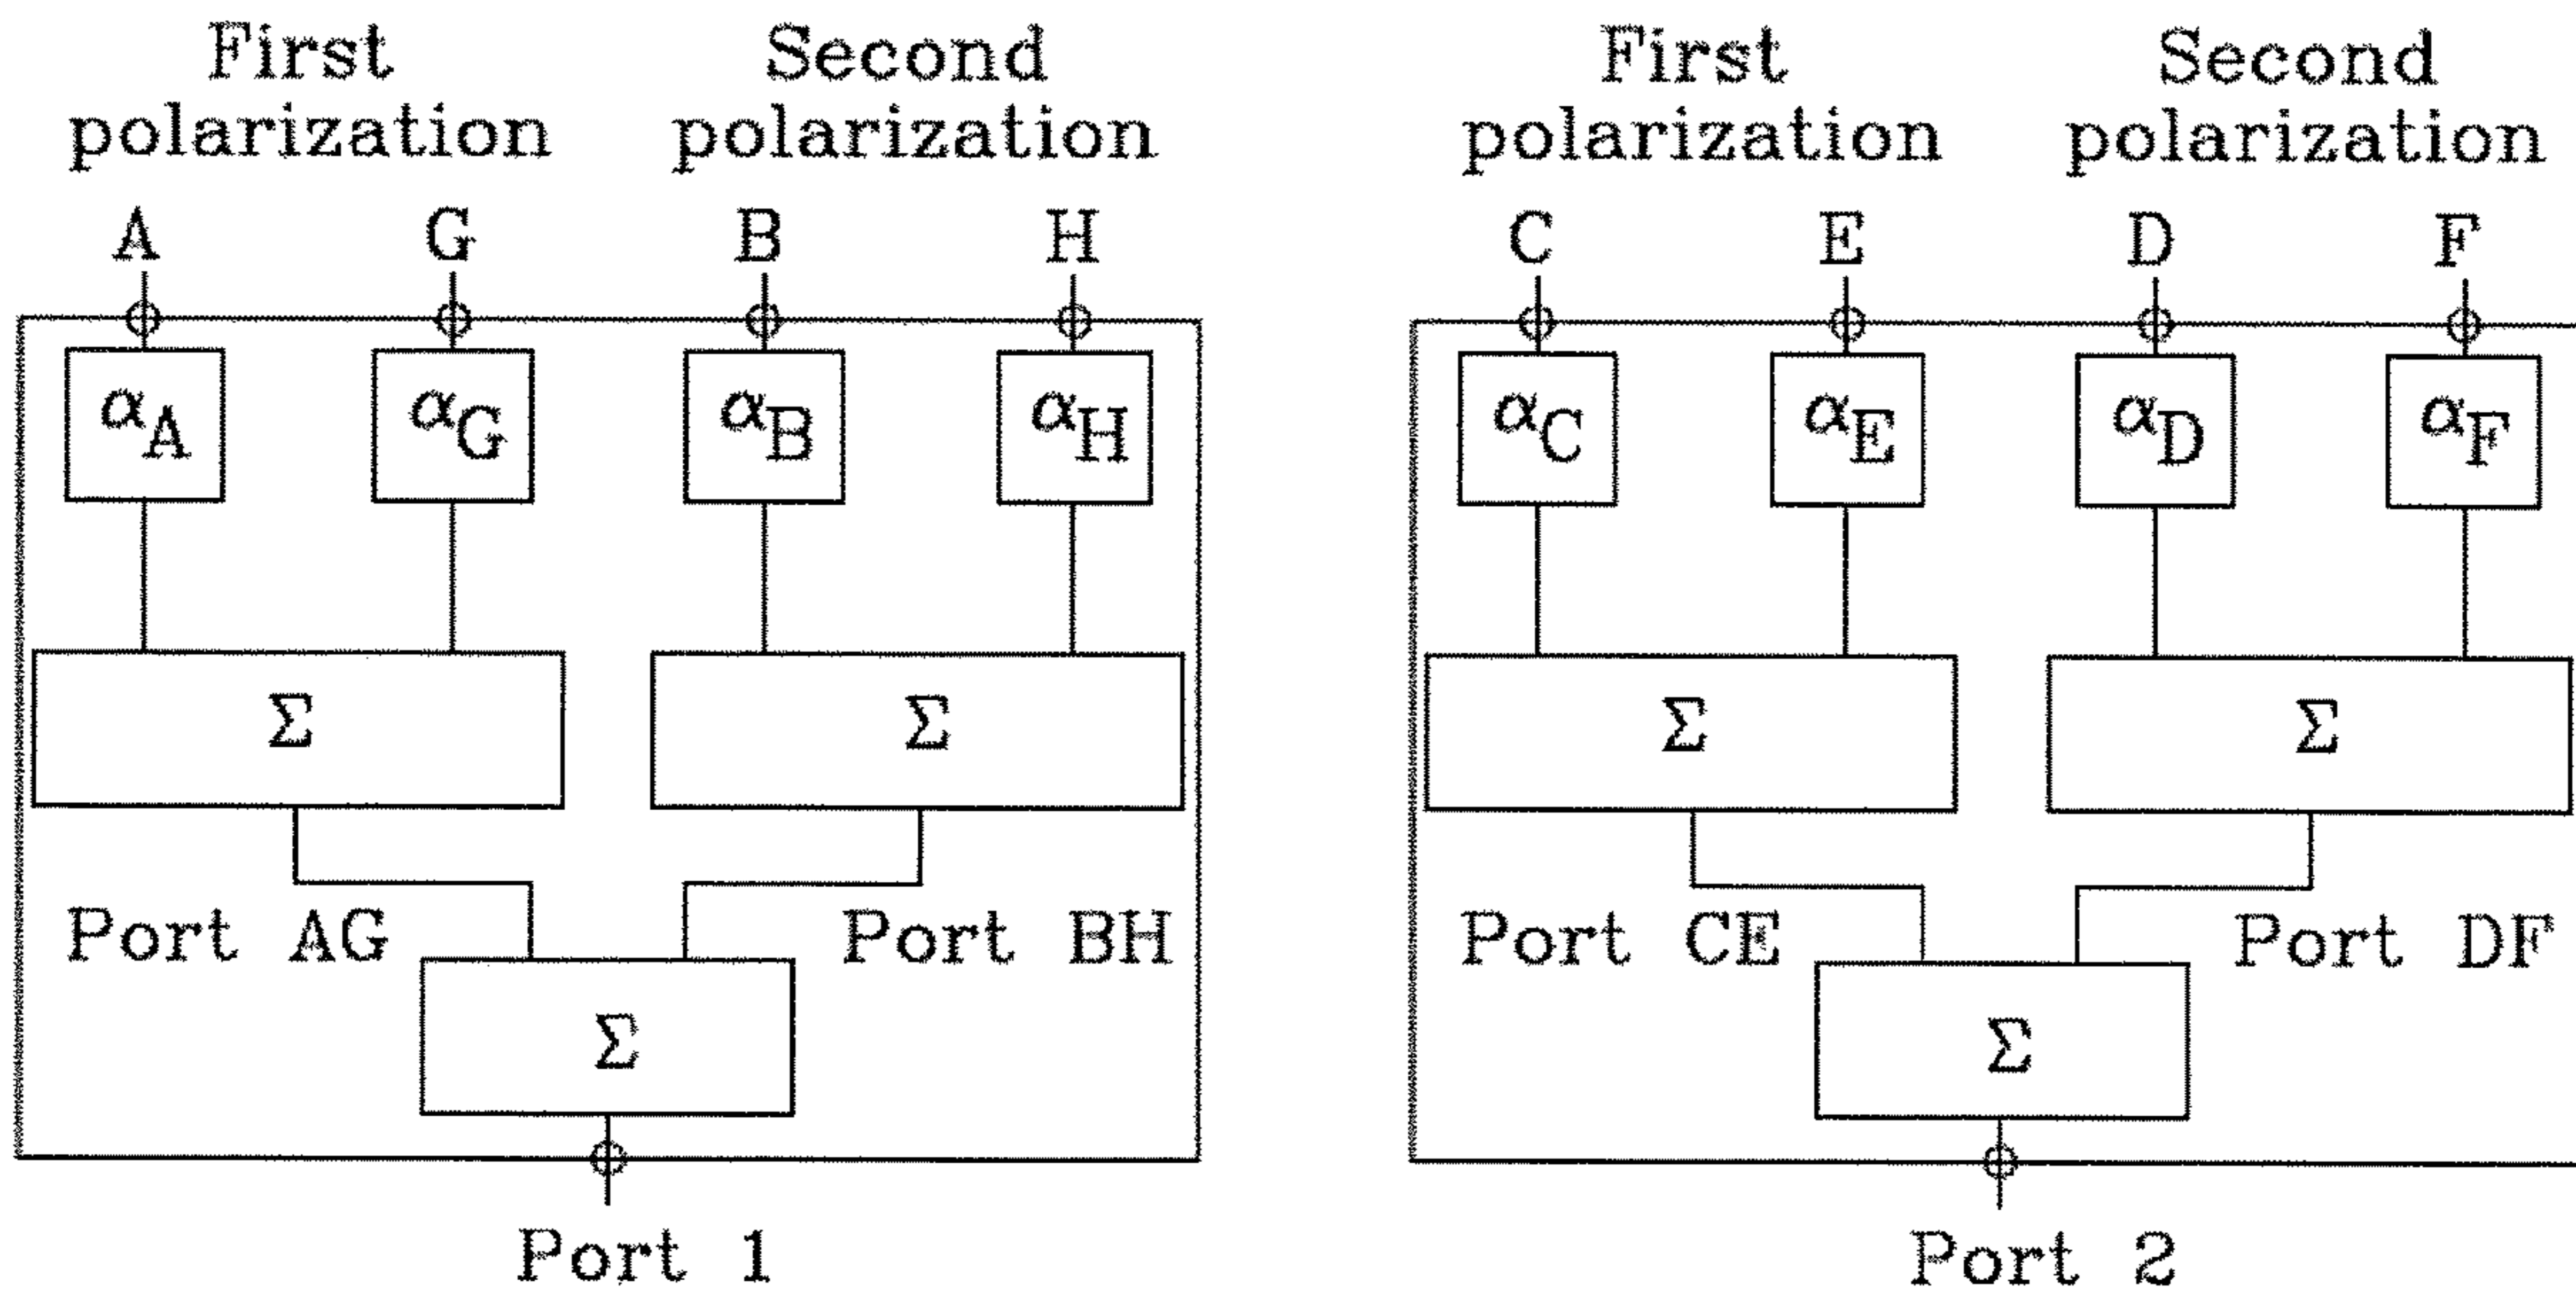 First polarization
Second polarization
First polarization
Second polarization
A G B H
C E D F
αA αG αB αH
αC αE αD αF
Σ Σ
Σ Σ
Port AG Port BH
Port CE Port DF
Σ
Σ
Port 1
Port 2